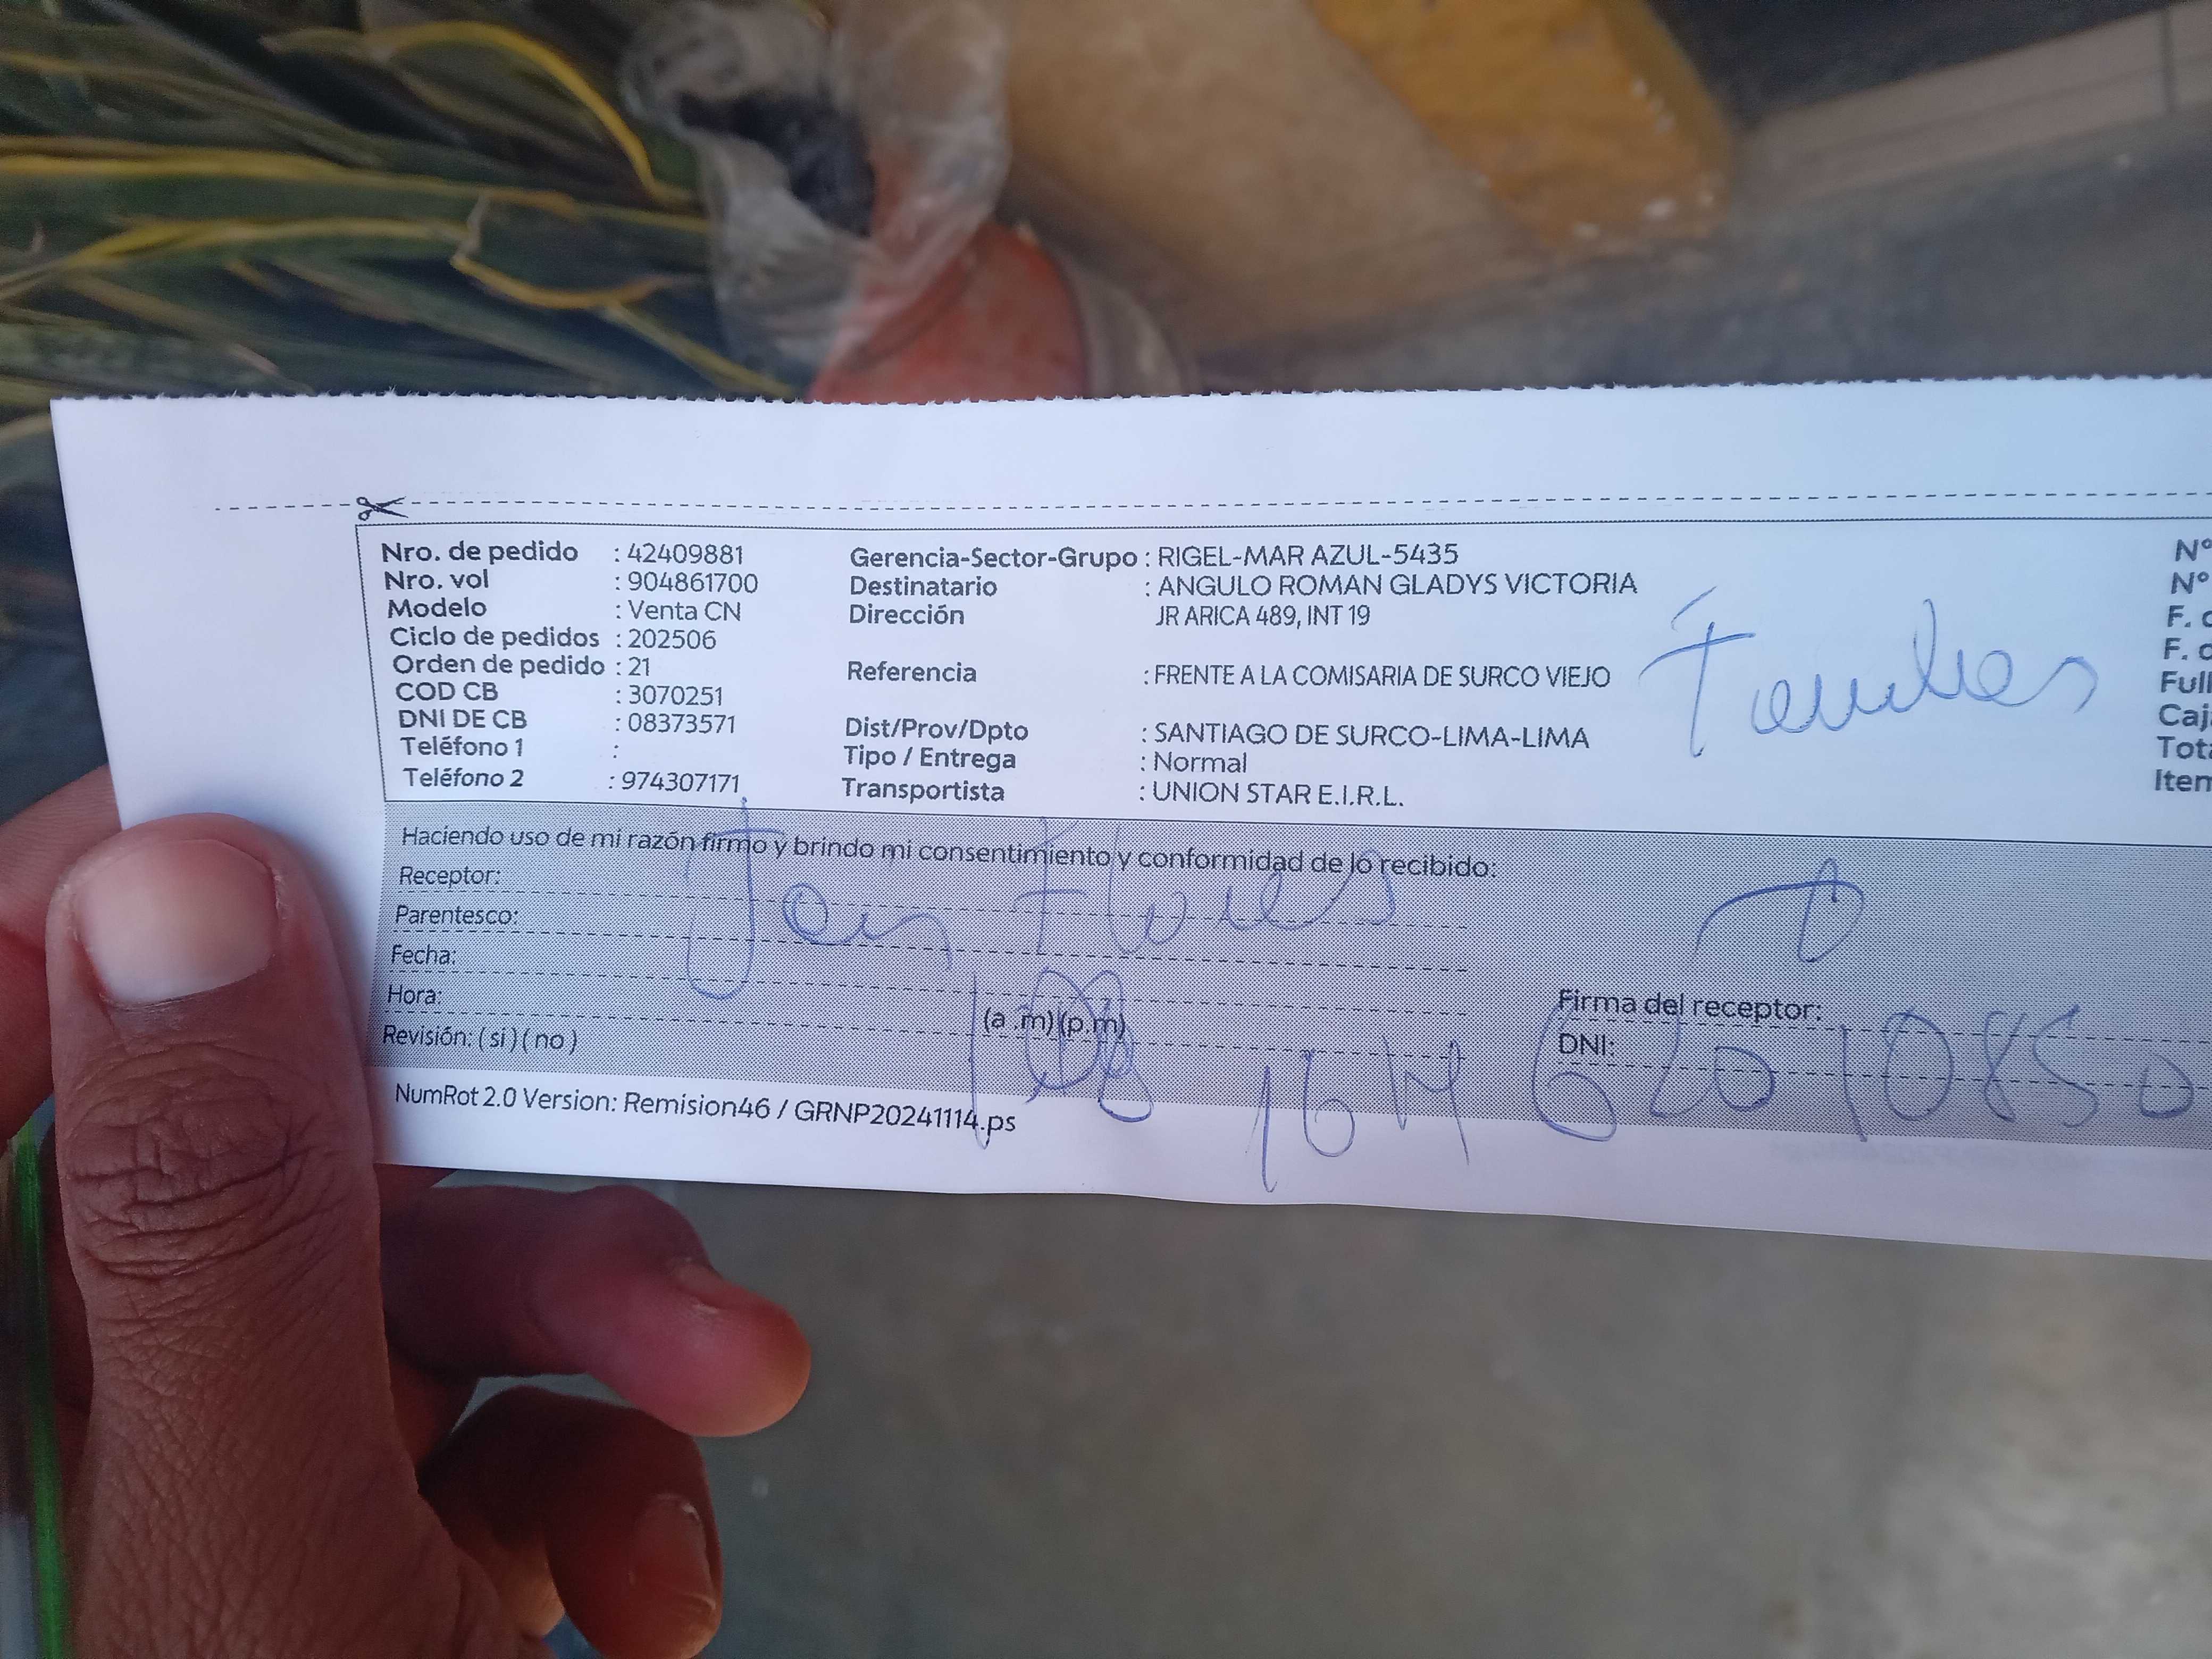 Nro. de pedido : 42409881
Nro. vol : 904861700
Modelo : Venta CN
Ciclo de pedidos : 202506
Orden de pedido : 21
COD CB : 3070251
DNI DE CB : 08373571
Teléfono 1 :
Teléfono 2 : 974307171
Gerencia-Sector-Grupo : RIGEL-MAR AZUL-5435
Destinatario : ANGULO ROMAN GLADYS VICTORIA
Dirección JR ARICA 489, INT 19
Referencia : FRENTE A LA COMISARIA DE SURCO VIEJO
Dist/Prov/Dpto : SANTIAGO DE SURCO-LIMA-LIMA
Tipo / Entrega : Normal
Transportista : UNION STAR E.I.R.L.
N°
N°
F.
F.
Haciendo uso de mi razón firmo y brindo mi consentimiento y conformidad de lo recibido:
Receptor:
Parentesco:
Flores
Fecha:
Hora: (a .m) (p.m)
Revisión: ( si ) ( no )
Firma del receptor:
DNI: 62010850
NumRot 2.0 Version: Remision46 / GRNP20241114.ps